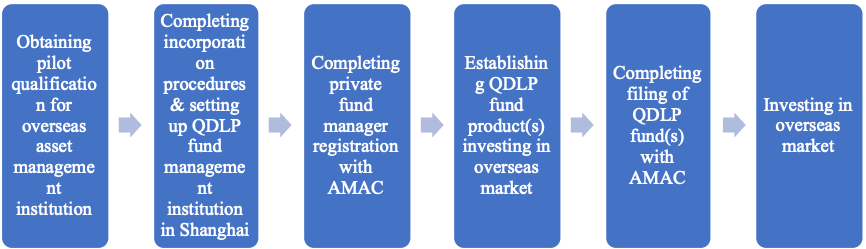 Obtaining
pilot
qualificatio
n for
overseas
asset
manageme
nt
institution
Completing
incorporati
on
procedures
& setting
up QDLP
fund
manageme
nt
institution
in Shanghai
Completing
private
fund
manager
registration
with
AMAC
Establishin
g QDLP
fund
product(s)
investing in
overseas
market
Completing
filing of
QDLP
fund(s)
with
AMAC
Investing in
overseas
market